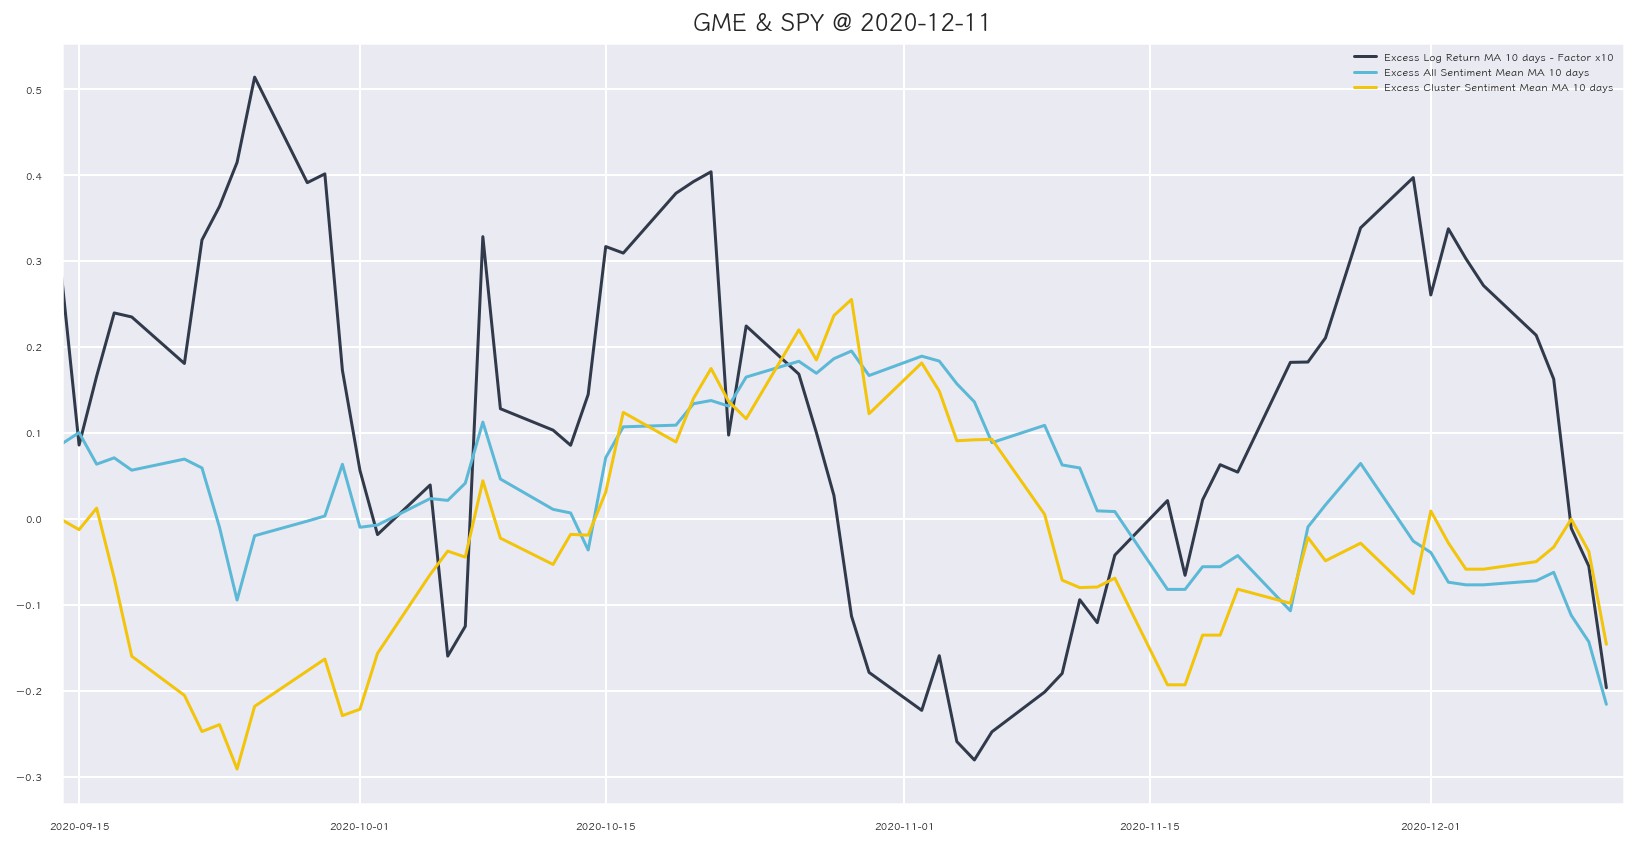 GME & SPY @ 2020-12-11
Excess Log Return MA 10 days - Factor x10
Excess All Sentiment Mean MA 10 days
Excess Cluster Sentiment Mean MA 10 days
0.5
0.4
0.3
0.2
0.1
0.0
−0.1
−0.2
−0.3
2020-09-15 2020-10-01 2020-10-15 2020-11-01 2020-11-15 2020-12-01